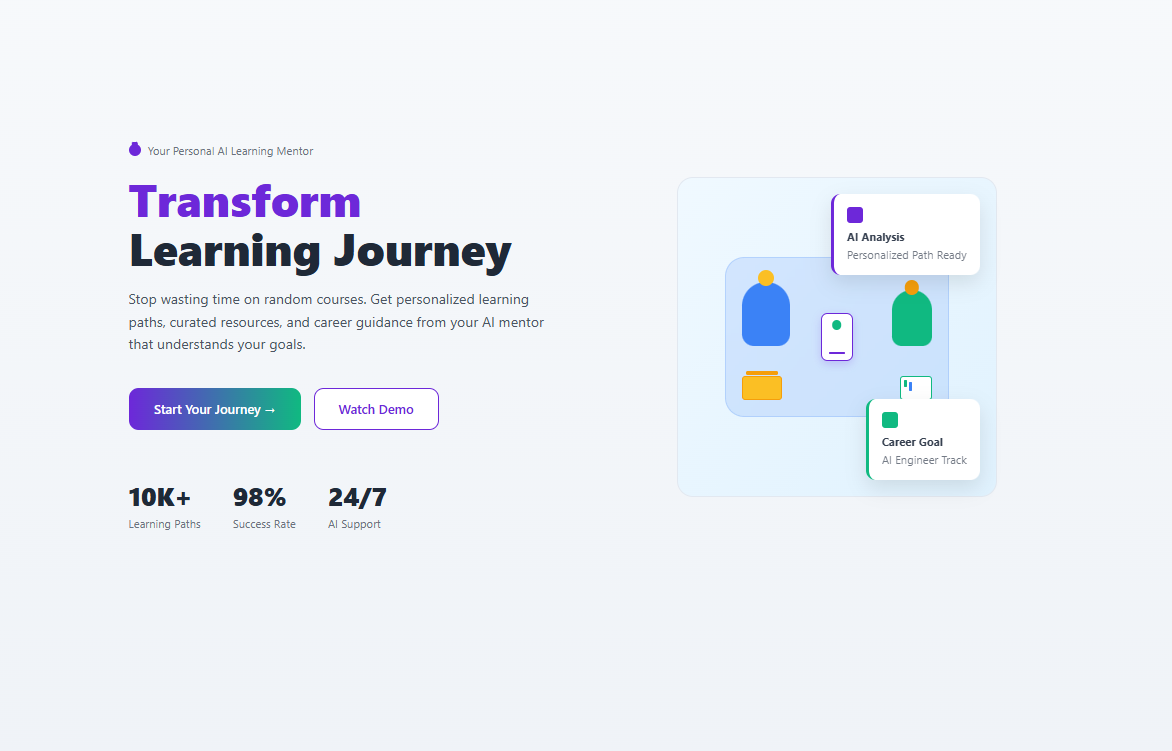 Your Personal AI Learning Mentor
Transform
Learning Journey
Stop wasting time on random courses. Get personalized learning
paths, curated resources, and career guidance from your AI mentor
that understands your goals.
Start Your Journey →
Watch Demo
10K+
Learning Paths
98%
Success Rate
24/7
AI Support
AI Analysis
Personalized Path Ready
Career Goal
AI Engineer Track